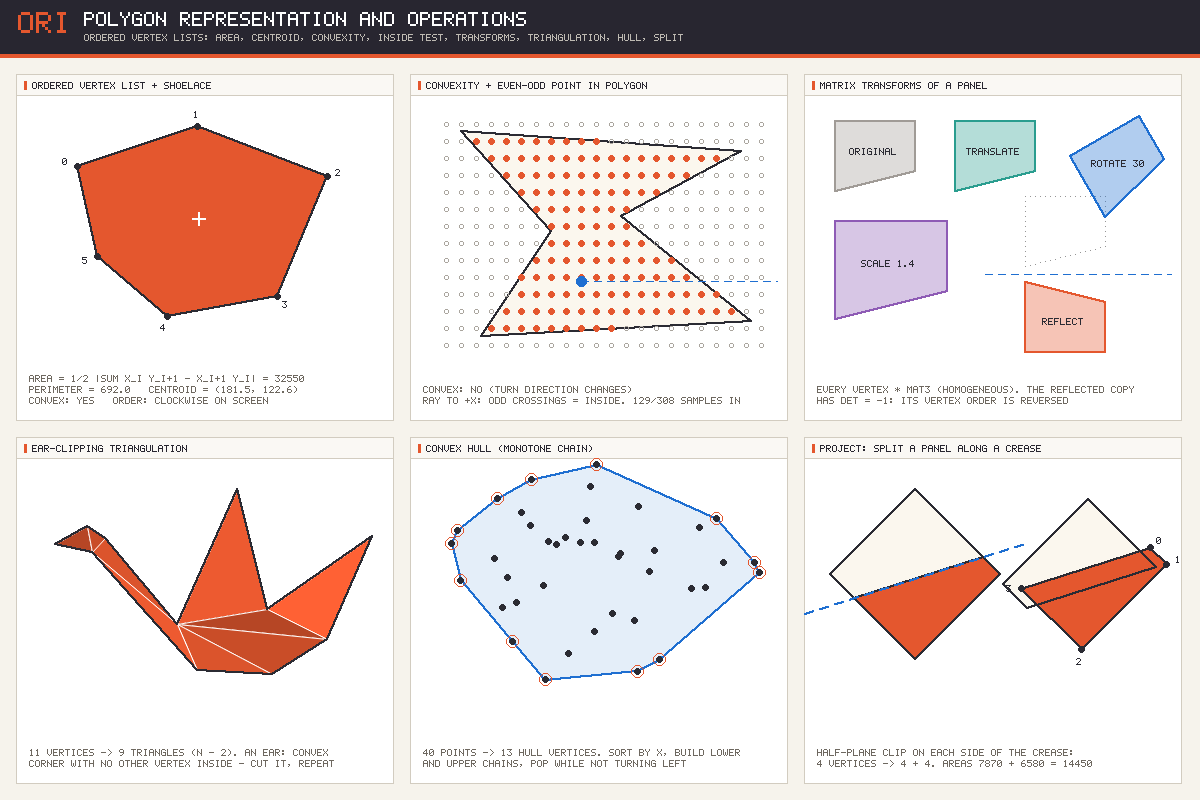 ORI
POLYGON REPRESENTATION AND OPERATIONS
ORDERED VERTEX LISTS: AREA, CENTROID, CONVEXITY, INSIDE TEST, TRANSFORMS, TRIANGULATION, HULL, SPLIT
ORDERED VERTEX LIST + SHOELACE
0
1
2
3
4
5
AREA = 1/2 |SUM X_I Y_I+1 - X_I+1 Y_I| = 32550
PERIMETER = 692.0   CENTROID = (181.5, 122.6)
CONVEX: YES   ORDER: CLOCKWISE ON SCREEN
CONVEXITY + EVEN-ODD POINT IN POLYGON
CONVEX: NO (TURN DIRECTION CHANGES)
RAY TO +X: ODD CROSSINGS = INSIDE. 129/308 SAMPLES IN
MATRIX TRANSFORMS OF A PANEL
ORIGINAL
TRANSLATE
ROTATE 30
SCALE 1.4
REFLECT
EVERY VERTEX * MAT3 (HOMOGENEOUS). THE REFLECTED COPY
HAS DET = -1: ITS VERTEX ORDER IS REVERSED
EAR-CLIPPING TRIANGULATION
11 VERTICES -> 9 TRIANGLES (N - 2). AN EAR: CONVEX
CORNER WITH NO OTHER VERTEX INSIDE - CUT IT, REPEAT
CONVEX HULL (MONOTONE CHAIN)
40 POINTS -> 13 HULL VERTICES. SORT BY X, BUILD LOWER
AND UPPER CHAINS, POP WHILE NOT TURNING LEFT
PROJECT: SPLIT A PANEL ALONG A CREASE
0
1
2
3
HALF-PLANE CLIP ON EACH SIDE OF THE CREASE:
4 VERTICES -> 4 + 4. AREAS 7870 + 6580 = 14450